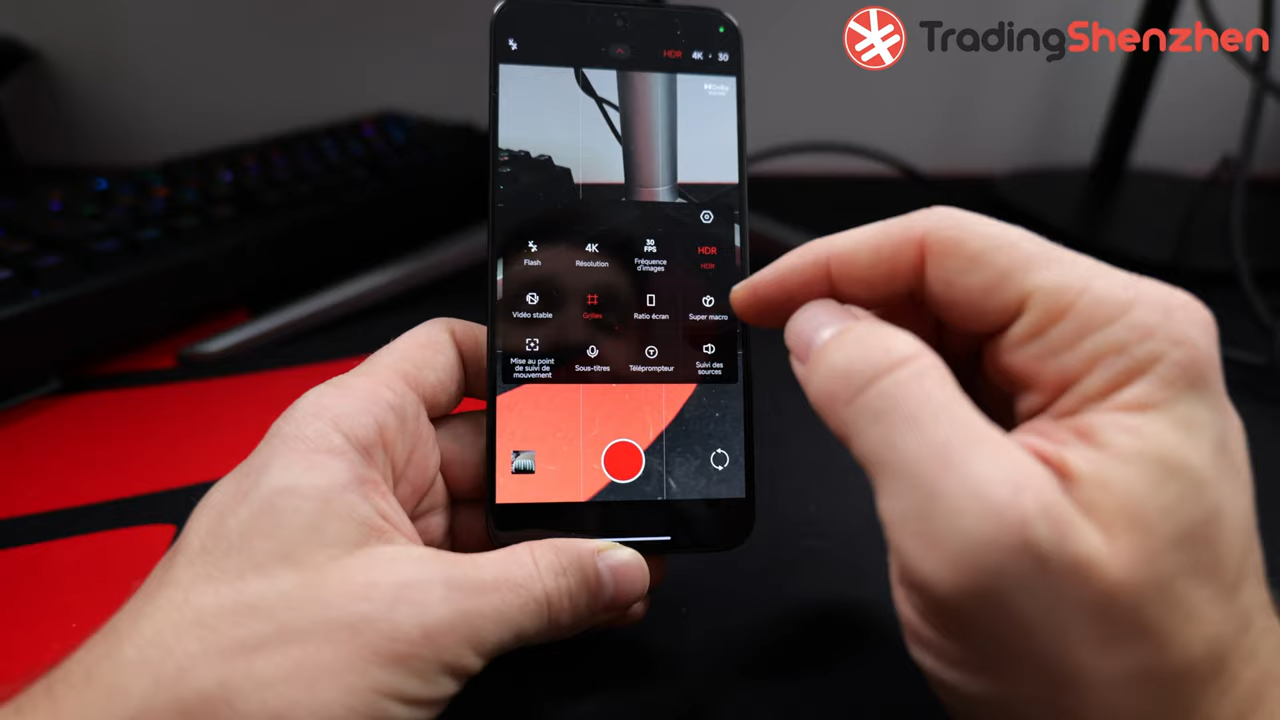 TradingShenzhen
HDR 4K · 30
Dolby
4K
30
FPS
HDR
Flash
Résolution
Fréquence
d'images
HDR
Vidéo stable
Grilles
Ratio écran
Super macro
Mise au point
de suivi de
mouvement
Sous-titres
Téléprompteur
Suivi des
sources